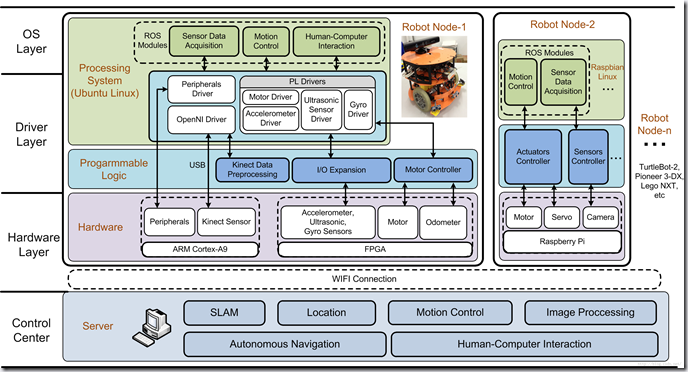 OS
Layer
Driver
Layer
Hardware
Layer
Control
Center
Processing
System
(Ubuntu Linux)
ROS
Modules
Sensor Data
Acquisition
Motion
Control
Human-Computer
Interaction
Robot
Node-1
Peripherals
Driver
OpenNI Driver
PL Drivers
Motor Driver
Accelerometer
Driver
Ultrasonic
Sensor
Driver
Gyro
Driver
Progarmmable
Logic
USB
Kinect Data
Preprocessing
I/O Expansion
Motor Controller
Hardware
Peripherals
Kinect Sensor
ARM Cortex-A9
Accelerometer,
Ultrasonic,
Gyro Sensors
Motor
Odometer
FPGA
Robot Node-2
ROS Modules
Motion
Control
Sensor
Data
Acquisition
Raspbian
Linux
...
Actuators
Controller
Sensors
Controller
...
Motor
Servo
Camera
Raspberry Pi
Robot
Node-n
...
TurtleBot-2,
Pioneer 3-DX,
Lego NXT,
etc
WIFI Connection
Server
SLAM
Location
Motion Control
Image Proccessing
Autonomous Navigation
Human-Computer Interaction